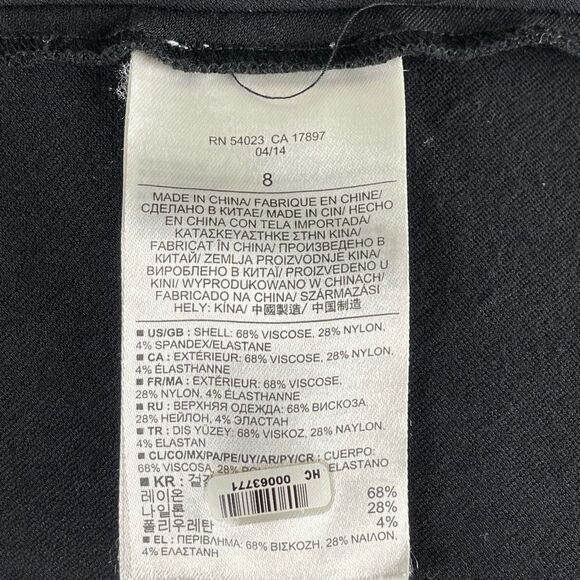 RN 54023 CA 17897
04/14
8
MADE IN CHINA/ FABRIQUE EN CHINE/
СДЕЛАНО В КИТАЕ/ MADE IN CIN/ HECHO
EN CHINA CON TELA IMPORTADA/
ΚΑΤΑΣΚΕΥΑΣΤΗΚΕ ΣΤΗΝ ΚΙΝΑ/
FABRICAT ÎN CHINA/ ПРОИЗВЕДЕНО В
КИТАЙ/ ZEMLJA PROIZVODNJE KINA/
ВИРОБЛЕНО В КИТАЇ/ PROIZVEDENO U
KINI/ WYPRODUKOWANO W CHINACH/
FABRICADO NA CHINA/ SZÁRMAZÁSI
HELY: KÍNA/ 中國製造/ 中国制造
■ US/GB : SHELL: 68% VISCOSE, 28% NYLON,
4% SPANDEX/ELASTANE
■ CA : EXTÉRIEUR: 68% VISCOSE, 28% NYLON,
4% ÉLASTHANNE
■ FR/MA : EXTÉRIEUR: 68% VISCOSE,
28% NYLON, 4% ÉLASTHANNE
■ RU : ВЕРХНЯЯ ОДЕЖДА: 68% ВИСКОЗА,
28% НЕЙЛОН, 4% ЭЛАСТАН
■ TR : DIS YÜZEY: 68% VISKOZ, 28% NAYLON,
4% ELASTAN
■ CL/CO/MX/PA/PE/UY/AR/PY/CR : CUERPO:
68% VISCOSA, 28% ELASTANO
■ KR :
레이온 68%
나일론 28%
폴리우레탄 4%
HC 00063771
■ EL : ΠΕΡΙΒΛΗΜΑ: 68% ΒΙΣΚΟΖΗ, 28% ΝΑΙΛΟΝ,
4% ΕΛΑΣΤΑΝΗ